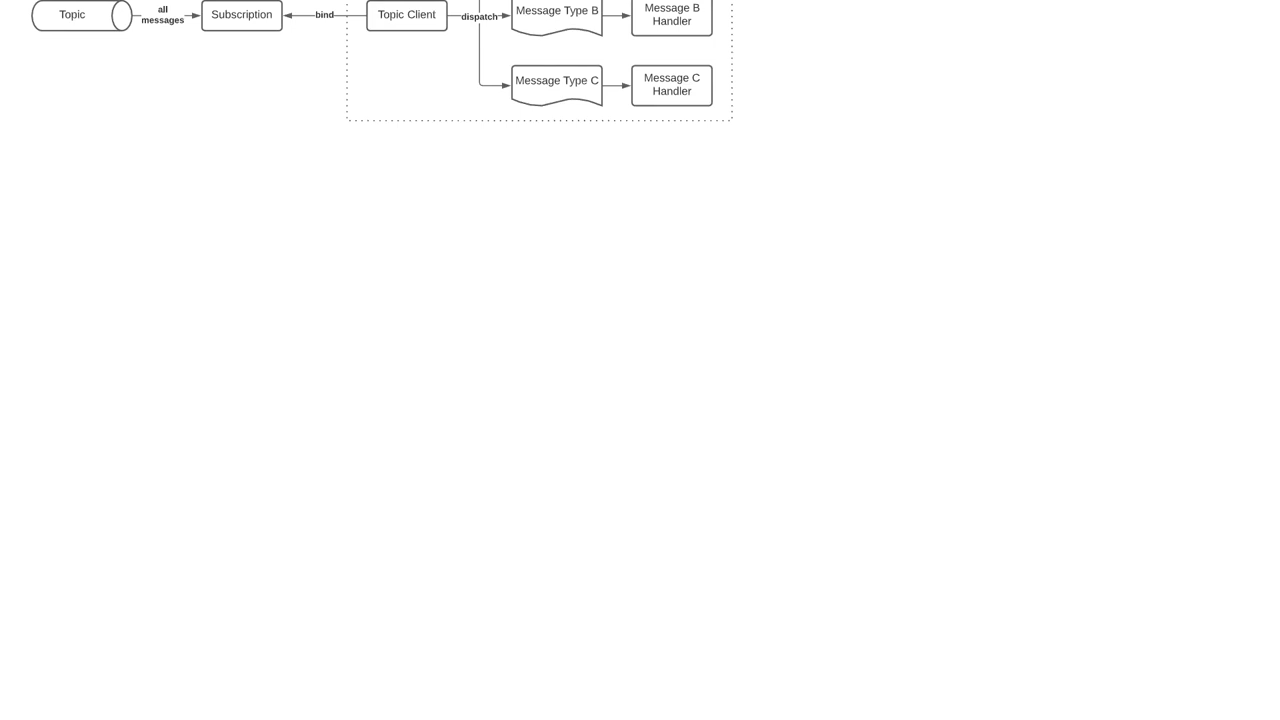 Topic
all
messages
Subscription
bind
Topic Client
dispatch
Message Type B
Message B
Handler
Message Type C
Message C
Handler